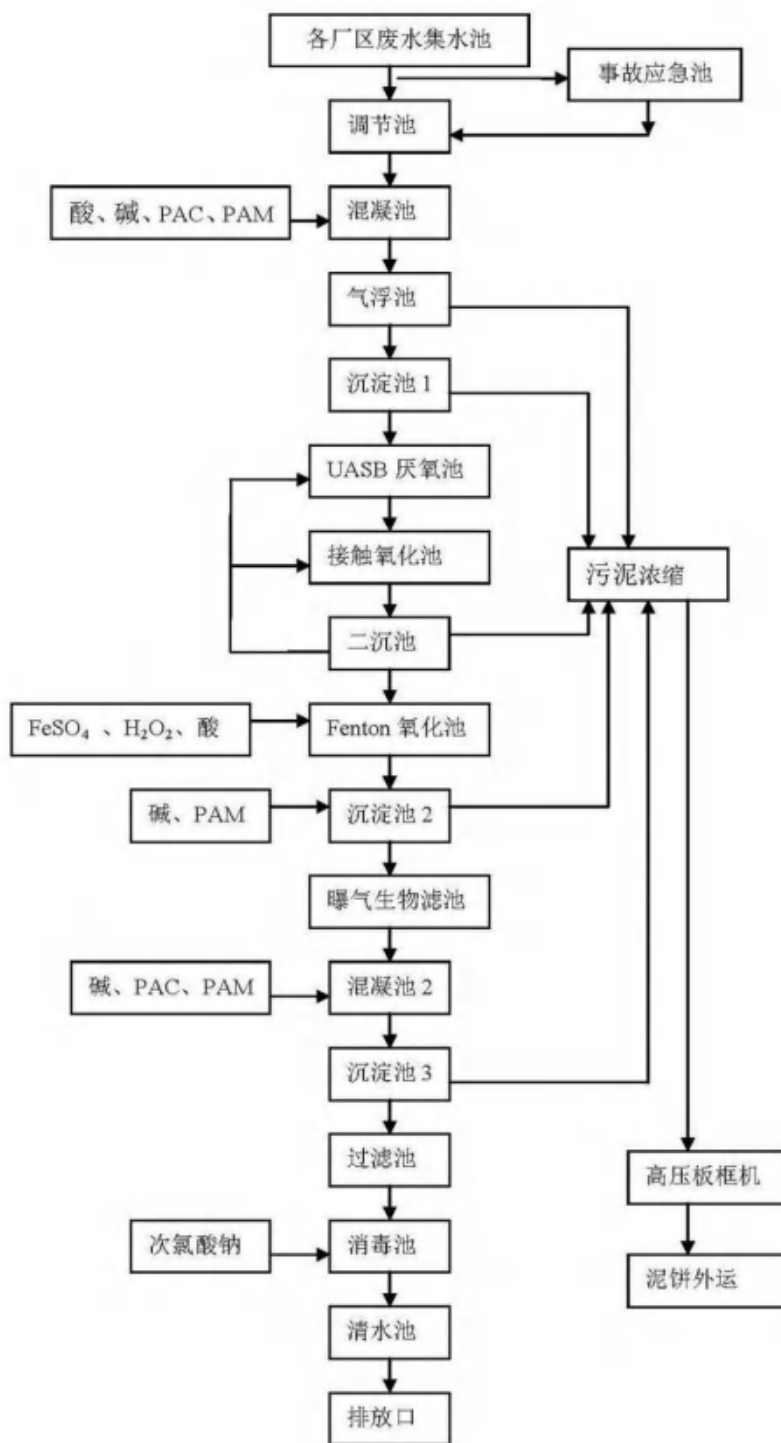 各厂区废水集水池
事故应急池
调节池
酸、碱、PAC、PAM
混凝池
气浮池
沉淀池 1
UASB 厌氧池
接触氧化池
污泥浓缩
二沉池
FeSO₄ 、H₂O₂、酸
Fenton 氧化池
碱、PAM
沉淀池 2
曝气生物滤池
碱、PAC、PAM
混凝池 2
沉淀池 3
过滤池
高压板框机
次氯酸钠
消毒池
泥饼外运
清水池
排放口